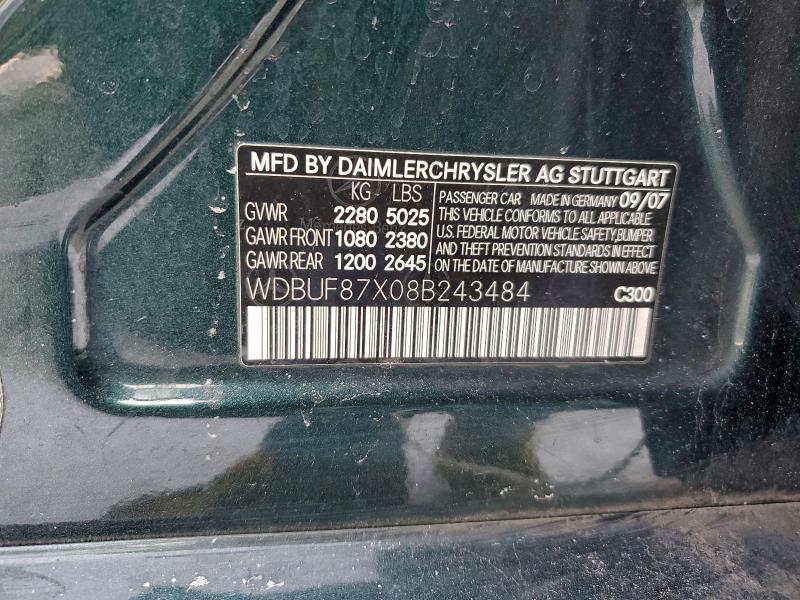 MFD BY DAIMLERCHRYSLER AG STUTTGART
KG LBS
GVWR 2280 5025
GAWR FRONT 1080 2380
GAWR REAR 1200 2645
PASSENGER CAR MADE IN GERMANY 09/07
THIS VEHICLE CONFORMS TO ALL APPLICABLE
U.S. FEDERAL MOTOR VEHICLE SAFETY,BUMPER
AND THEFT PREVENTION STANDARDS IN EFFECT
ON THE DATE OF MANUFACTURE SHOWN ABOVE
WDBUF87X08B243484 C300